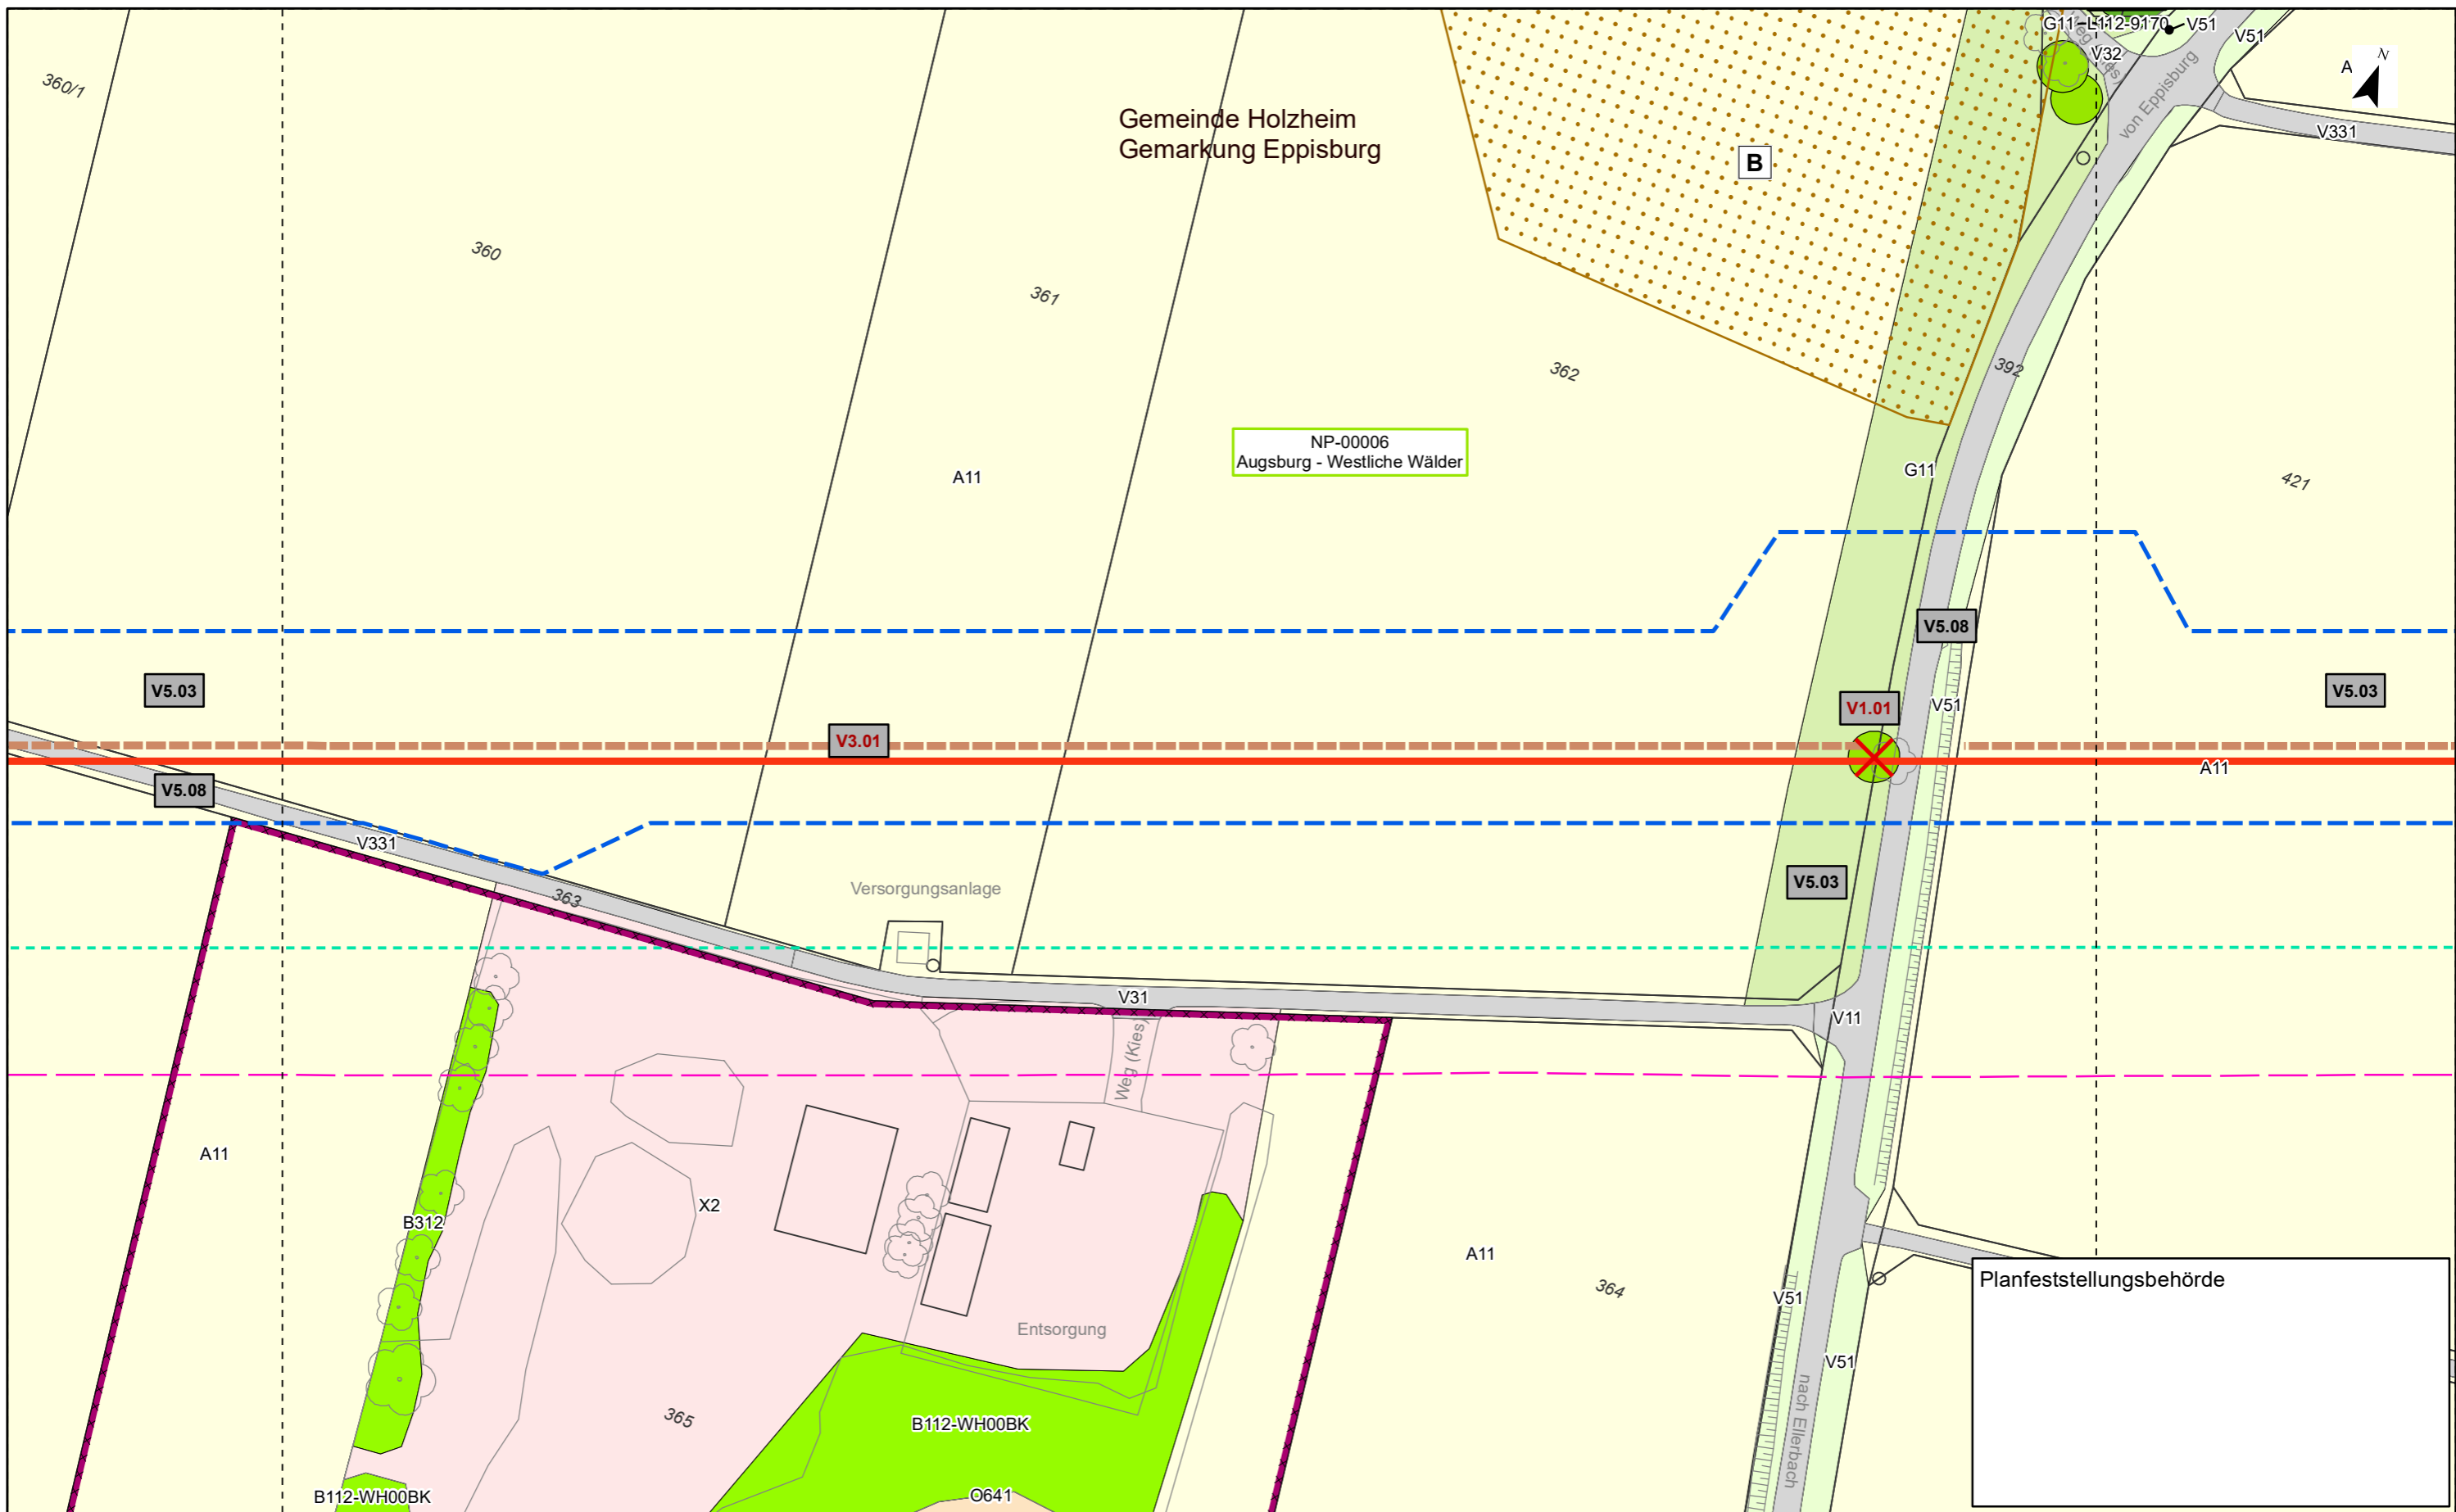 G11
L112-9170
V51
V51
Weg (Kies)
V32
A
N
360/1
von Eppisburg
Gemeinde Holzheim
Gemarkung Eppisburg
V331
B
360
361
362
392
NP-00006
Augsburg - Westliche Wälder
G11
A11
421
V5.08
V5.03
V5.03
V1.01
V51
V3.01
A11
V5.08
V331
V5.03
Versorgungsanlage
363
V31
V11
Weg (Kies)
A11
X2
B312
A11
364
Planfeststellungsbehörde
V51
Entsorgung
V51
nach Ellerbach
365
B112-WH00BK
B112-WH00BK
O641